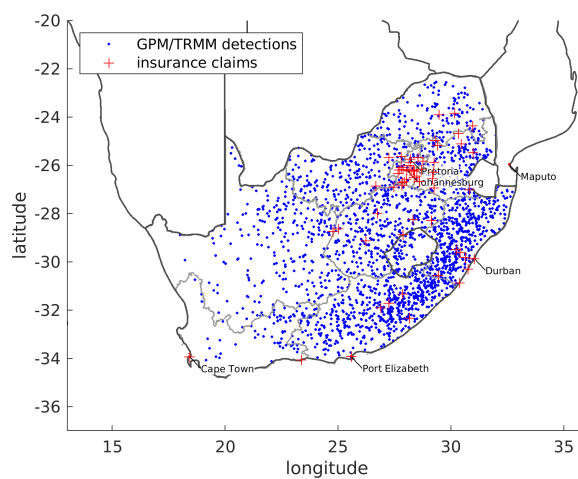 -20
GPM/TRMM detections
insurance claims
-22
-24
-26
Pretoria
Maputo
Johannesburg
-28
latitude
Durban
-30
-32
-34
Cape Town
Port Elizabeth
-36
15
20
25
30
35
longitude